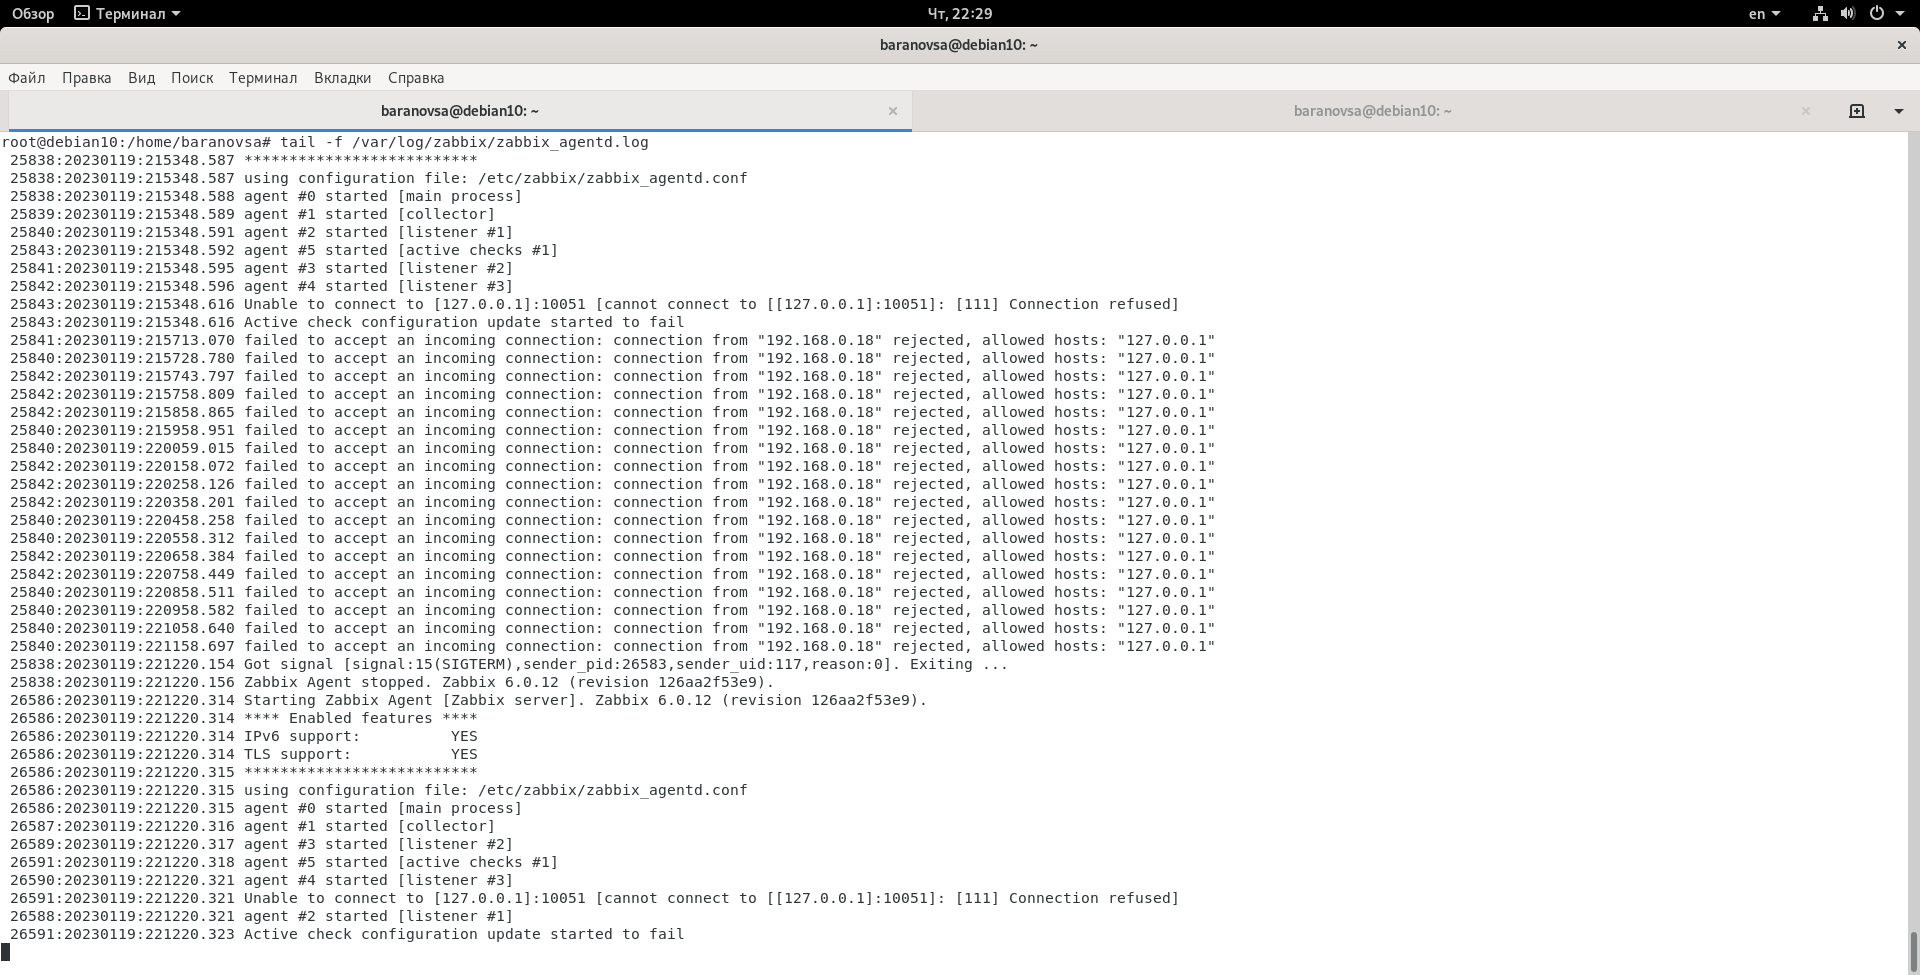 Обзор Терминал Чт, 22:29 en
baranovsa@debian10: ~
Файл Правка Вид Поиск Терминал Вкладки Справка
baranovsa@debian10: ~ baranovsa@debian10: ~
root@debian10:/home/baranovsa# tail -f /var/log/zabbix/zabbix_agentd.log
25838:20230119:215348.587 **************************
25838:20230119:215348.587 using configuration file: /etc/zabbix/zabbix_agentd.conf
25838:20230119:215348.588 agent #0 started [main process]
25839:20230119:215348.589 agent #1 started [collector]
25840:20230119:215348.591 agent #2 started [listener #1]
25843:20230119:215348.592 agent #5 started [active checks #1]
25841:20230119:215348.595 agent #3 started [listener #2]
25842:20230119:215348.596 agent #4 started [listener #3]
25843:20230119:215348.616 Unable to connect to [127.0.0.1]:10051 [cannot connect to [[127.0.0.1]:10051]: [111] Connection refused]
25843:20230119:215348.616 Active check configuration update started to fail
25841:20230119:215713.070 failed to accept an incoming connection: connection from "192.168.0.18" rejected, allowed hosts: "127.0.0.1"
25840:20230119:215728.780 failed to accept an incoming connection: connection from "192.168.0.18" rejected, allowed hosts: "127.0.0.1"
25842:20230119:215743.797 failed to accept an incoming connection: connection from "192.168.0.18" rejected, allowed hosts: "127.0.0.1"
25842:20230119:215758.809 failed to accept an incoming connection: connection from "192.168.0.18" rejected, allowed hosts: "127.0.0.1"
25842:20230119:215858.865 failed to accept an incoming connection: connection from "192.168.0.18" rejected, allowed hosts: "127.0.0.1"
25840:20230119:215958.951 failed to accept an incoming connection: connection from "192.168.0.18" rejected, allowed hosts: "127.0.0.1"
25840:20230119:220059.015 failed to accept an incoming connection: connection from "192.168.0.18" rejected, allowed hosts: "127.0.0.1"
25842:20230119:220158.072 failed to accept an incoming connection: connection from "192.168.0.18" rejected, allowed hosts: "127.0.0.1"
25842:20230119:220258.126 failed to accept an incoming connection: connection from "192.168.0.18" rejected, allowed hosts: "127.0.0.1"
25842:20230119:220358.201 failed to accept an incoming connection: connection from "192.168.0.18" rejected, allowed hosts: "127.0.0.1"
25840:20230119:220458.258 failed to accept an incoming connection: connection from "192.168.0.18" rejected, allowed hosts: "127.0.0.1"
25840:20230119:220558.312 failed to accept an incoming connection: connection from "192.168.0.18" rejected, allowed hosts: "127.0.0.1"
25842:20230119:220658.384 failed to accept an incoming connection: connection from "192.168.0.18" rejected, allowed hosts: "127.0.0.1"
25842:20230119:220758.449 failed to accept an incoming connection: connection from "192.168.0.18" rejected, allowed hosts: "127.0.0.1"
25840:20230119:220858.511 failed to accept an incoming connection: connection from "192.168.0.18" rejected, allowed hosts: "127.0.0.1"
25840:20230119:220958.582 failed to accept an incoming connection: connection from "192.168.0.18" rejected, allowed hosts: "127.0.0.1"
25840:20230119:221058.640 failed to accept an incoming connection: connection from "192.168.0.18" rejected, allowed hosts: "127.0.0.1"
25840:20230119:221158.697 failed to accept an incoming connection: connection from "192.168.0.18" rejected, allowed hosts: "127.0.0.1"
25838:20230119:221220.154 Got signal [signal:15(SIGTERM),sender_pid:26583,sender_uid:117,reason:0]. Exiting ...
25838:20230119:221220.156 Zabbix Agent stopped. Zabbix 6.0.12 (revision 126aa2f53e9).
26586:20230119:221220.314 Starting Zabbix Agent [Zabbix server]. Zabbix 6.0.12 (revision 126aa2f53e9).
26586:20230119:221220.314 **** Enabled features ****
26586:20230119:221220.314 IPv6 support:          YES
26586:20230119:221220.314 TLS support:           YES
26586:20230119:221220.315 **************************
26586:20230119:221220.315 using configuration file: /etc/zabbix/zabbix_agentd.conf
26586:20230119:221220.315 agent #0 started [main process]
26587:20230119:221220.316 agent #1 started [collector]
26589:20230119:221220.317 agent #3 started [listener #2]
26591:20230119:221220.318 agent #5 started [active checks #1]
26590:20230119:221220.321 agent #4 started [listener #3]
26591:20230119:221220.321 Unable to connect to [127.0.0.1]:10051 [cannot connect to [[127.0.0.1]:10051]: [111] Connection refused]
26588:20230119:221220.321 agent #2 started [listener #1]
26591:20230119:221220.323 Active check configuration update started to fail